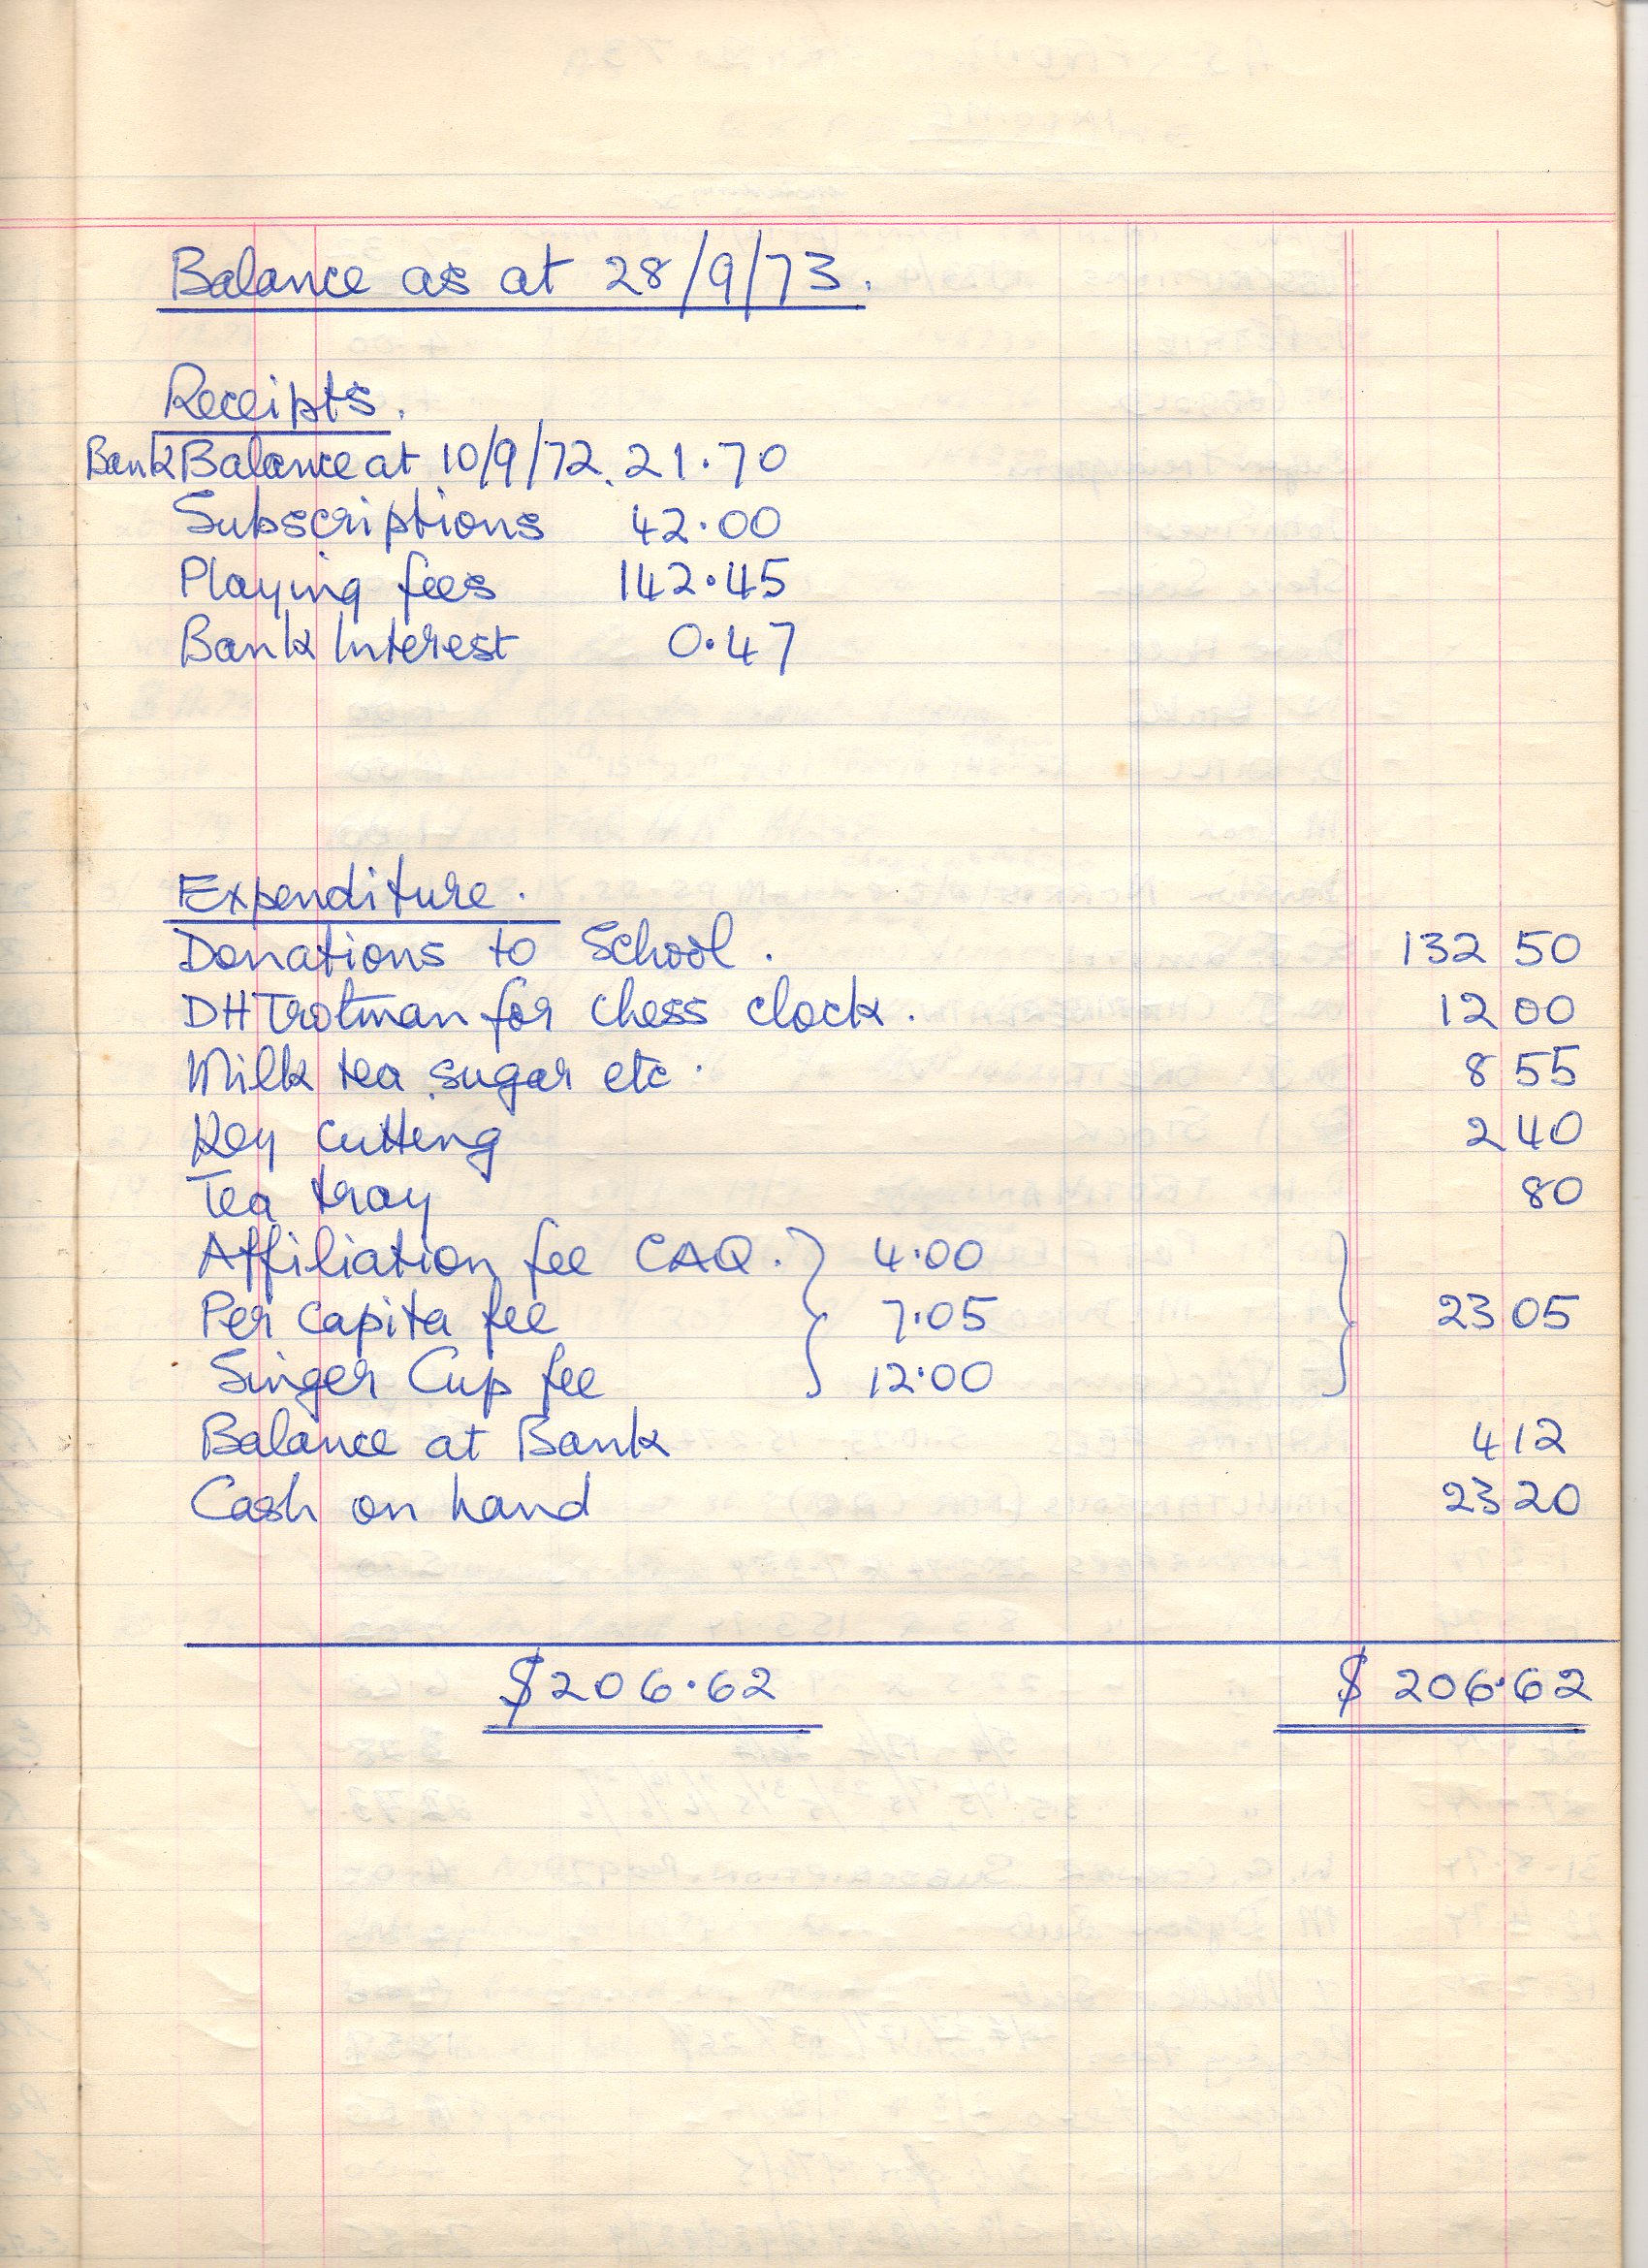 Balance as at 28/9/73.
Receipts.
Bank Balance at 10/9/72. 21.70
Subscriptions 42.00
Playing fees 142.45
Bank Interest 0.47
Expenditure.
Donations to School. 132 50
DH Trotman for chess clock. 12 00
Milk tea sugar etc. 8 55
Key cutting 2 40
Tea tray 80
Affiliation fee CAQ. 4.00
Per capita fee 7.05 23 05
Singer Cup fee 12.00
Balance at Bank 4 12
Cash on hand 23 20
$206.62 $206.62